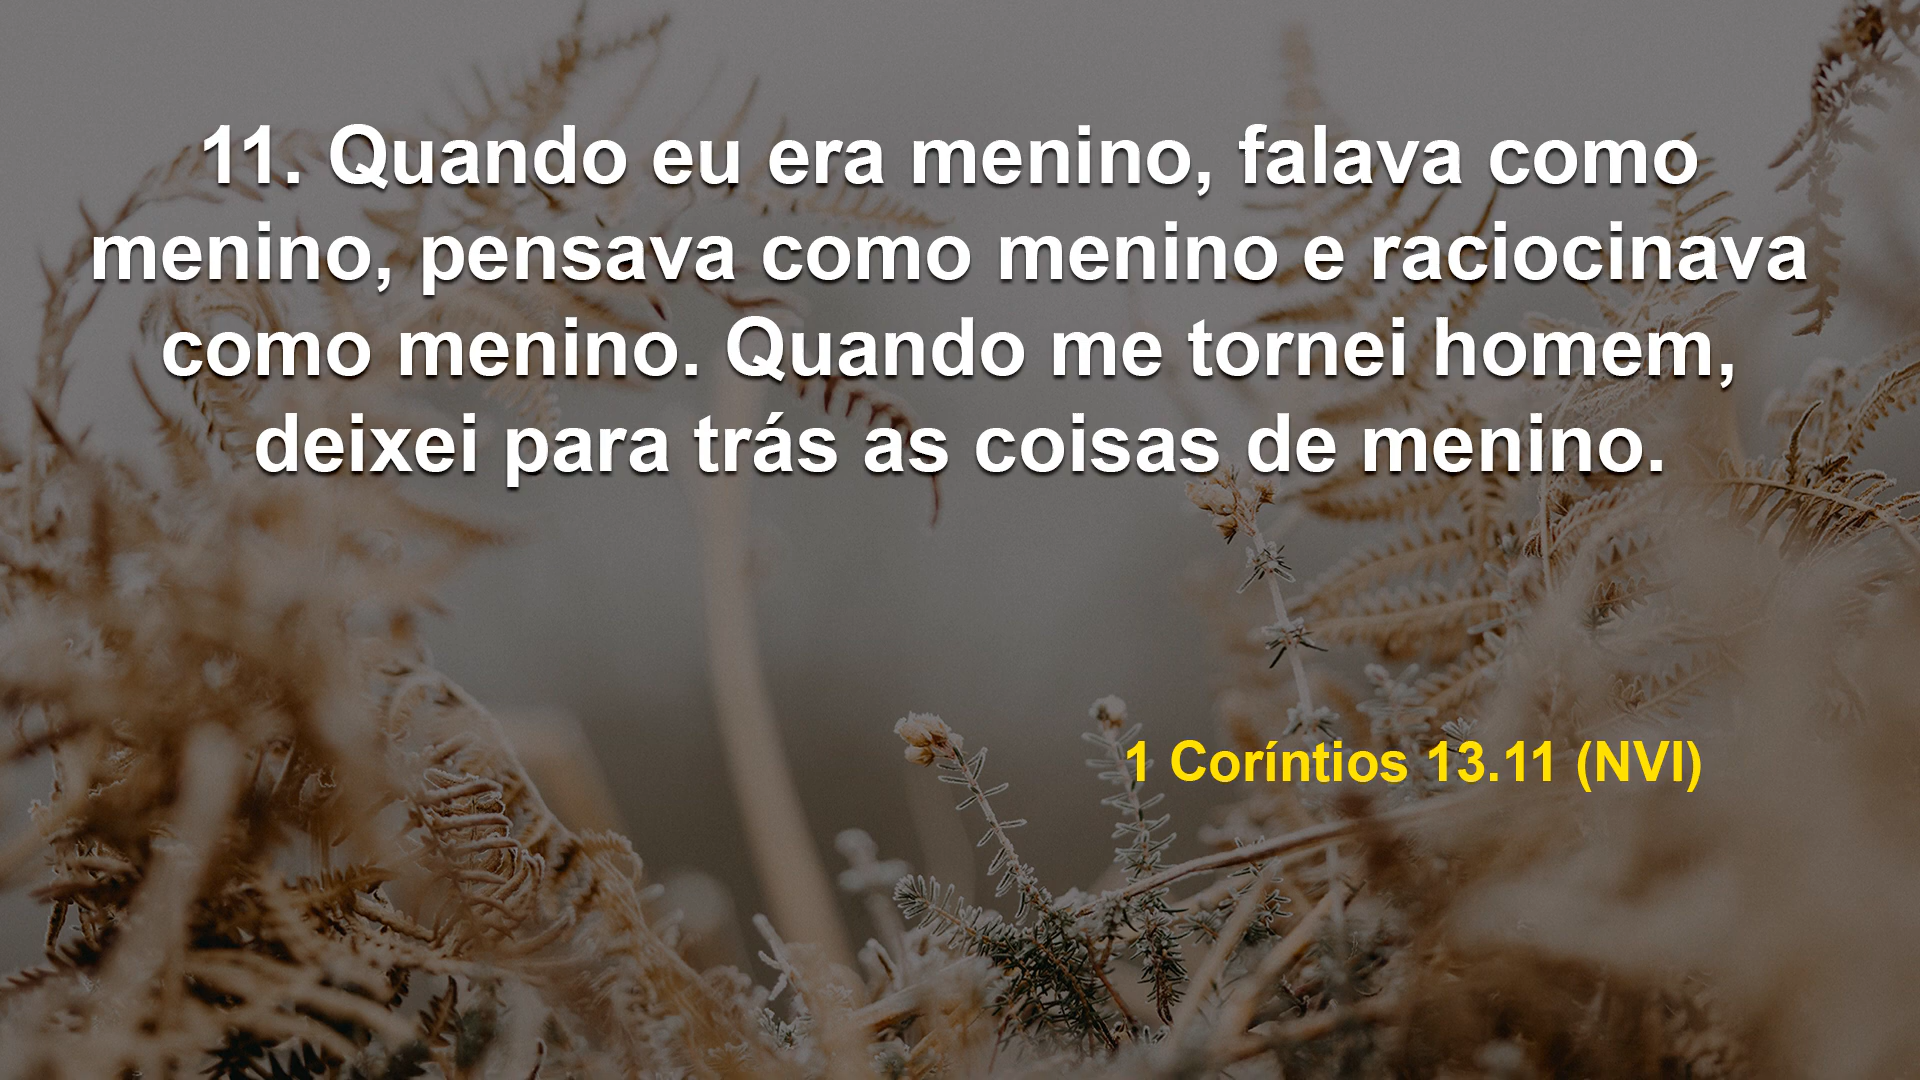 11. Quando eu era menino, falava como
menino, pensava como menino e raciocinava
como menino. Quando me tornei homem,
deixei para trás as coisas de menino.
1 Coríntios 13.11 (NVI)